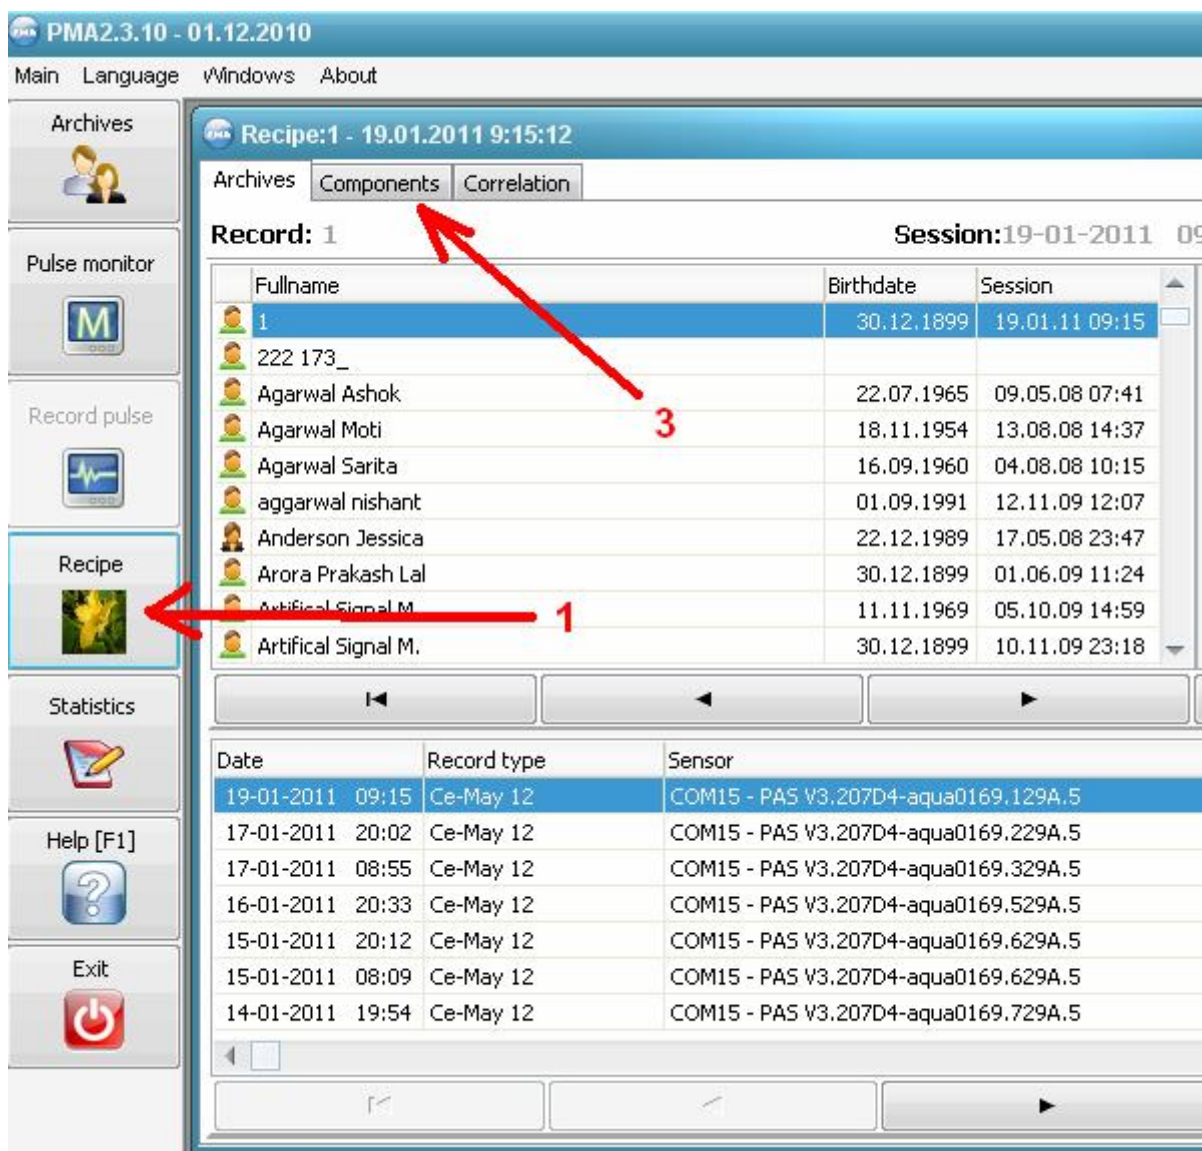 PMA2.3.10 - 01.12.2010
Main Language Windows About
Archives
Pulse monitor
M
Record pulse
Recipe
Statistics
Help [F1]
?
Exit
Recipe:1 - 19.01.2011 9:15:12
Archives Components Correlation
Record: 1 Session:19-01-2011 09
Fullname Birthdate Session
1 30.12.1899 19.01.11 09:15
222 173_
Agarwal Ashok 22.07.1965 09.05.08 07:41
Agarwal Moti 18.11.1954 13.08.08 14:37
Agarwal Sarita 16.09.1960 04.08.08 10:15
aggarwal nishant 01.09.1991 12.11.09 12:07
Anderson Jessica 22.12.1989 17.05.08 23:47
Arora Prakash Lal 30.12.1899 01.06.09 11:24
Artifical Signal M. 11.11.1969 05.10.09 14:59
Artifical Signal M. 30.12.1899 10.11.09 23:18
3
1
Date Record type Sensor
19-01-2011 09:15 Ce-May 12 COM15 - PAS V3.207D4-aqua0169.129A.5
17-01-2011 20:02 Ce-May 12 COM15 - PAS V3.207D4-aqua0169.229A.5
17-01-2011 08:55 Ce-May 12 COM15 - PAS V3.207D4-aqua0169.329A.5
16-01-2011 20:33 Ce-May 12 COM15 - PAS V3.207D4-aqua0169.529A.5
15-01-2011 20:12 Ce-May 12 COM15 - PAS V3.207D4-aqua0169.629A.5
15-01-2011 08:09 Ce-May 12 COM15 - PAS V3.207D4-aqua0169.629A.5
14-01-2011 19:54 Ce-May 12 COM15 - PAS V3.207D4-aqua0169.729A.5